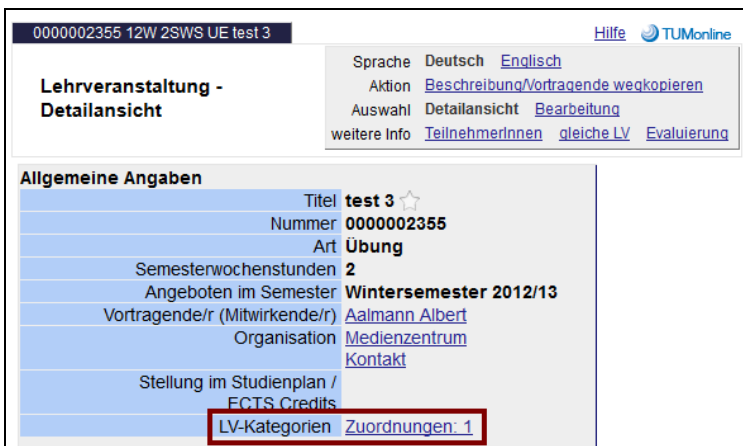 0000002355 12W 2SWS UE test 3 Hilfe TUMonline
Sprache Deutsch Englisch
Lehrveranstaltung - Aktion Beschreibung/Vortragende wegkopieren
Detailansicht Auswahl Detailansicht Bearbeitung
weitere Info TeilnehmerInnen gleiche LV Evaluierung
Allgemeine Angaben
Titel test 3
Nummer 0000002355
Art Übung
Semesterwochenstunden 2
Angeboten im Semester Wintersemester 2012/13
Vortragende/r (Mitwirkende/r) Aalmann Albert
Organisation Medienzentrum
Kontakt
Stellung im Studienplan /
ECTS Credits
LV-Kategorien Zuordnungen: 1